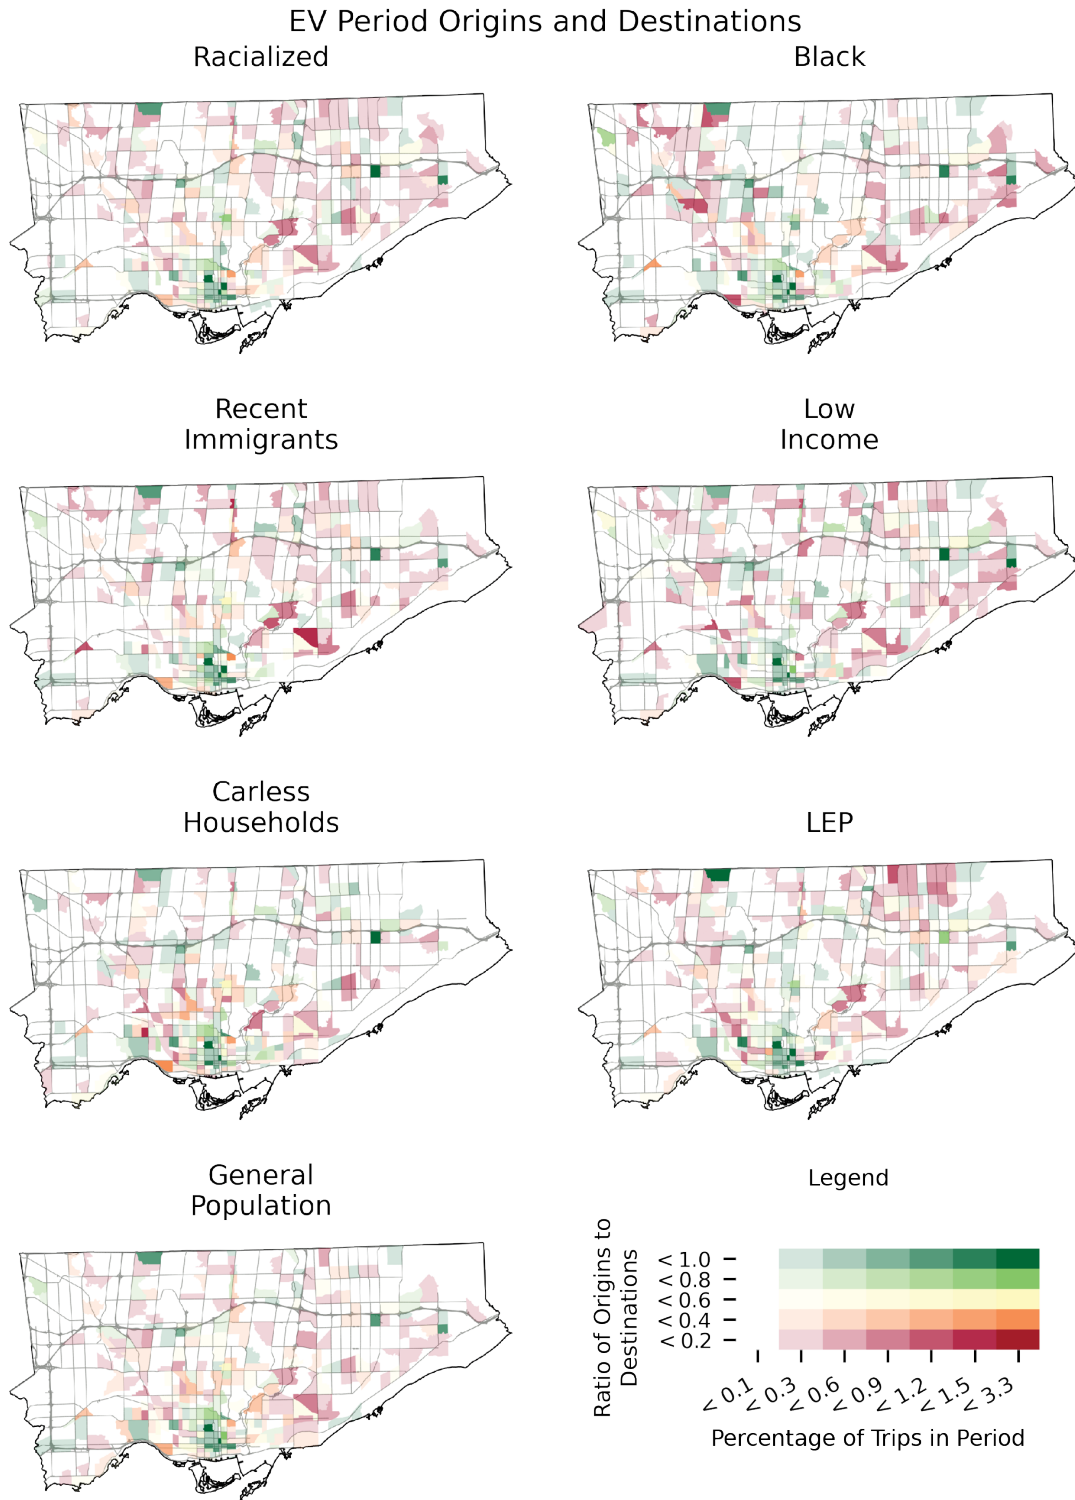 EV Period Origins and Destinations
Racialized
Black
Recent
Immigrants
Low
Income
Carless
Households
LEP
General
Population
Legend
Ratio of Origins to
Destinations
< 1.0
< 0.8
< 0.6
< 0.4
< 0.2
< 0.1
< 0.3
< 0.6
< 0.9
< 1.2
< 1.5
< 3.3
Percentage of Trips in Period